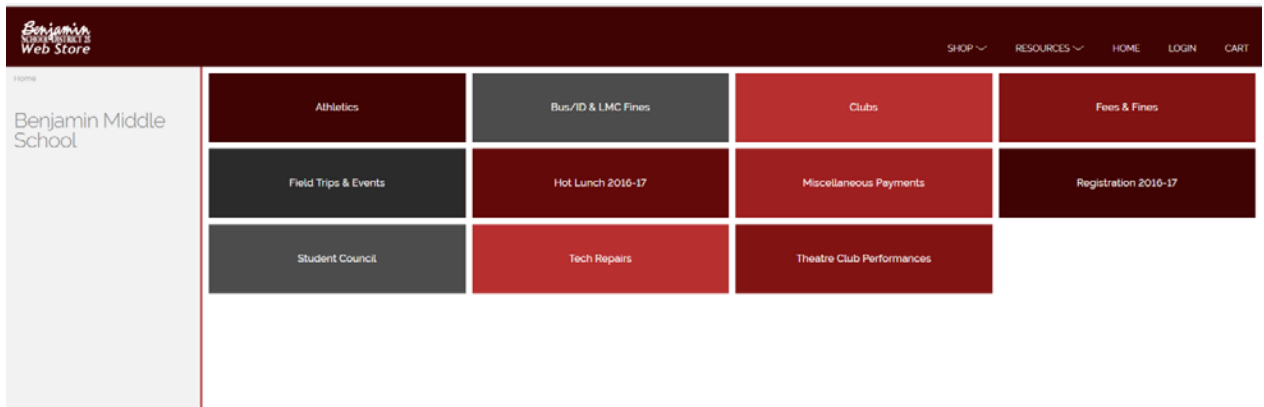 Benjamin
SCHOOL DISTRICT 25
Web Store
SHOP
RESOURCES
HOME
LOGIN
CART
Home
Benjamin Middle
School
Athletics
Bus/ID & LMC Fines
Clubs
Fees & Fines
Field Trips & Events
Hot Lunch 2016-17
Miscellaneous Payments
Registration 2016-17
Student Council
Tech Repairs
Theatre Club Performances